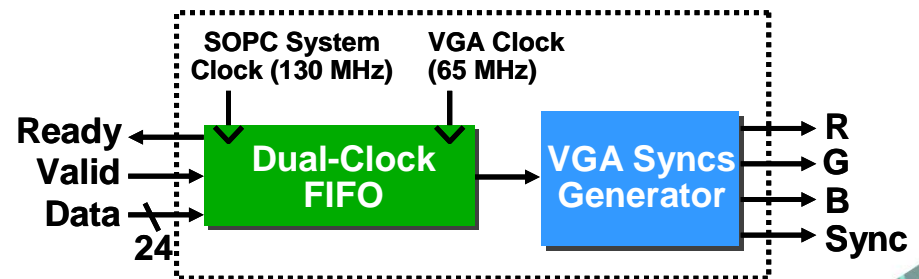 SOPC System
Clock (130 MHz)
VGA Clock
(65 MHz)
Ready
Valid
Data
24
Dual-Clock
FIFO
VGA Syncs
Generator
R
G
B
Sync